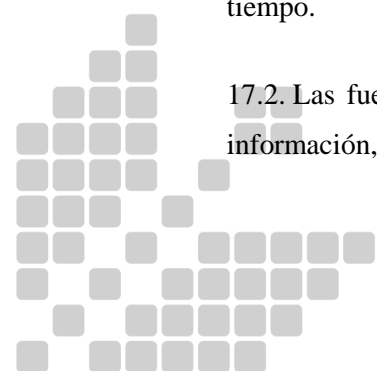 tiempo.
17.2. Las fue
información,